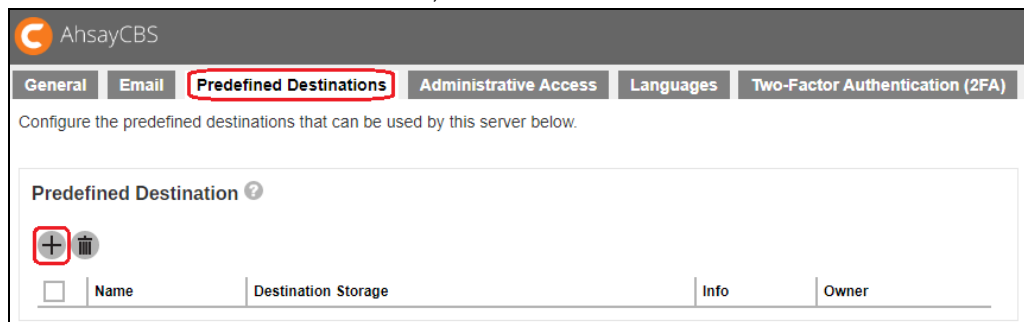 AhsayCBS
General Email Predefined Destinations Administrative Access Languages Two-Factor Authentication (2FA)
Configure the predefined destinations that can be used by this server below.
Predefined Destination ?
Name Destination Storage Info Owner